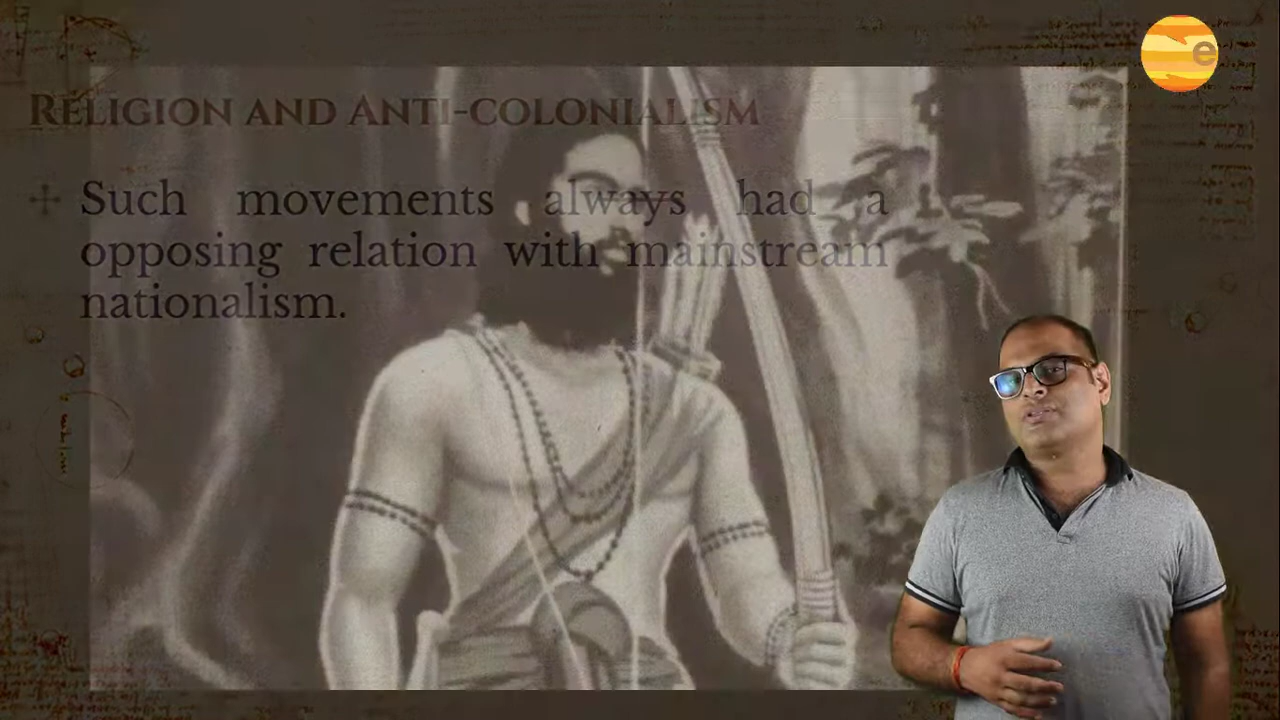 RELIGION AND ANTI-COLONIALISM
Such movements always had a
opposing relation with mainstream
nationalism.
e